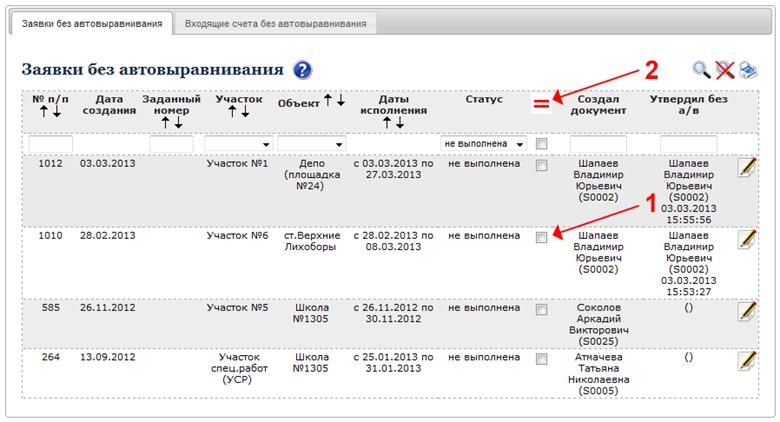 Заявки без автовыравнивания Входящие счета без автовыравнивания
Заявки без автовыравнивания ?
2
№ п/п Дата Заданный Участок Объект Даты Статус = Создал Утвердил без
создания номер исполнения документ а/в
не выполнена
1012 03.03.2013 Участок №1 Депо с 03.03.2013 по не выполнена Шапаев Шапаев
(площадка 27.03.2013 Владимир Владимир
№24) Юрьевич Юрьевич
(S0002) (S0002)
03.03.2013
15:55:56
1
1010 28.02.2013 Участок №6 ст.Верхние с 28.02.2013 по не выполнена Шапаев Шапаев
Лихоборы 08.03.2013 Владимир Владимир
Юрьевич Юрьевич
(S0002) (S0002)
03.03.2013
15:53:27
585 26.11.2012 Участок №5 Школа с 26.11.2012 по не выполнена Соколов ()
№1305 30.11.2012 Аркадий
Викторович
(S0025)
264 13.09.2012 Участок Школа с 25.01.2013 по не выполнена Атмачева ()
спец.работ №1305 31.01.2013 Татьяна
(УСР) Николаевна
(S0005)